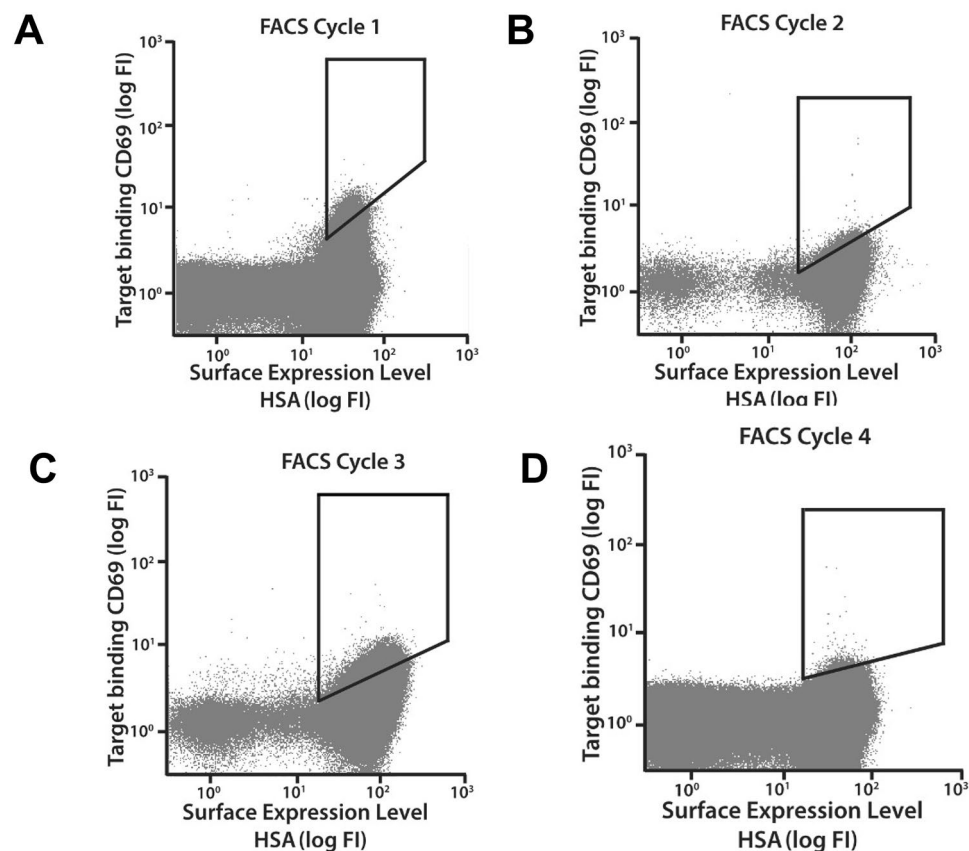 A
FACS Cycle 1
Target binding CD69 (log FI)
10³
10²
10¹
10⁰
10⁰
10¹
10²
10³
Surface Expression Level
HSA (log FI)
B
FACS Cycle 2
Target binding CD69 (log FI)
10³
10²
10¹
10⁰
10⁰
10¹
10²
10³
Surface Expression Level
HSA (log FI)
C
FACS Cycle 3
Target binding CD69 (log FI)
10³
10²
10¹
10⁰
10⁰
10¹
10²
10³
Surface Expression Level
HSA (log FI)
D
FACS Cycle 4
Target binding CD69 (log FI)
10³
10²
10¹
10⁰
10⁰
10¹
10²
10³
Surface Expression Level
HSA (log FI)